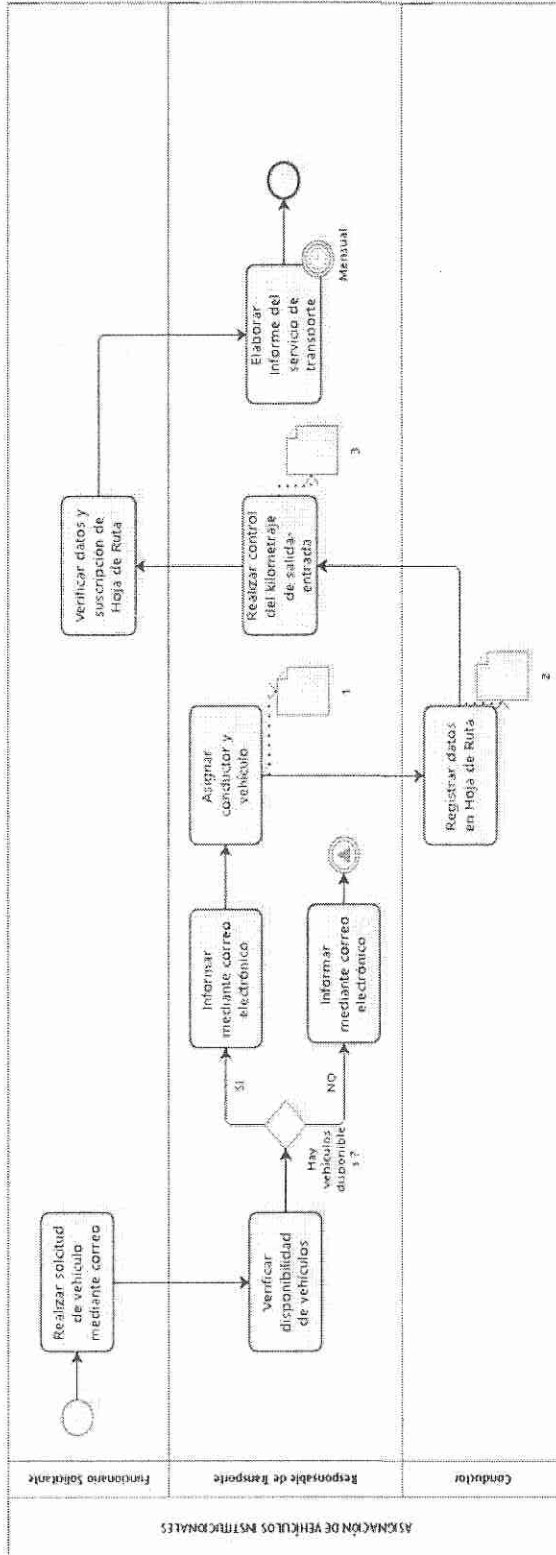 ASIGNACIÓN DE VEHÍCULOS INSTITUCIONALES
Funcionario Solicitante
Realizar solicitud
de vehículo
mediante correo
Verificar datos y
suscripción de
Hoja de Ruta
Responsable de Transporte
Verificar
disponibilidad
de vehículos
Hay
vehículos
disponible
s ?
SI
Informar
mediante correo
electrónico
NO
Informar
mediante correo
electrónico
Asignar
conductor y
vehículo
1
Realizar control
del kilometraje
de salida-
entrada
3
Elaborar
Informe del
servicio de
transporte
Mensual
Conductor
Registrar datos
en Hoja de Ruta
2